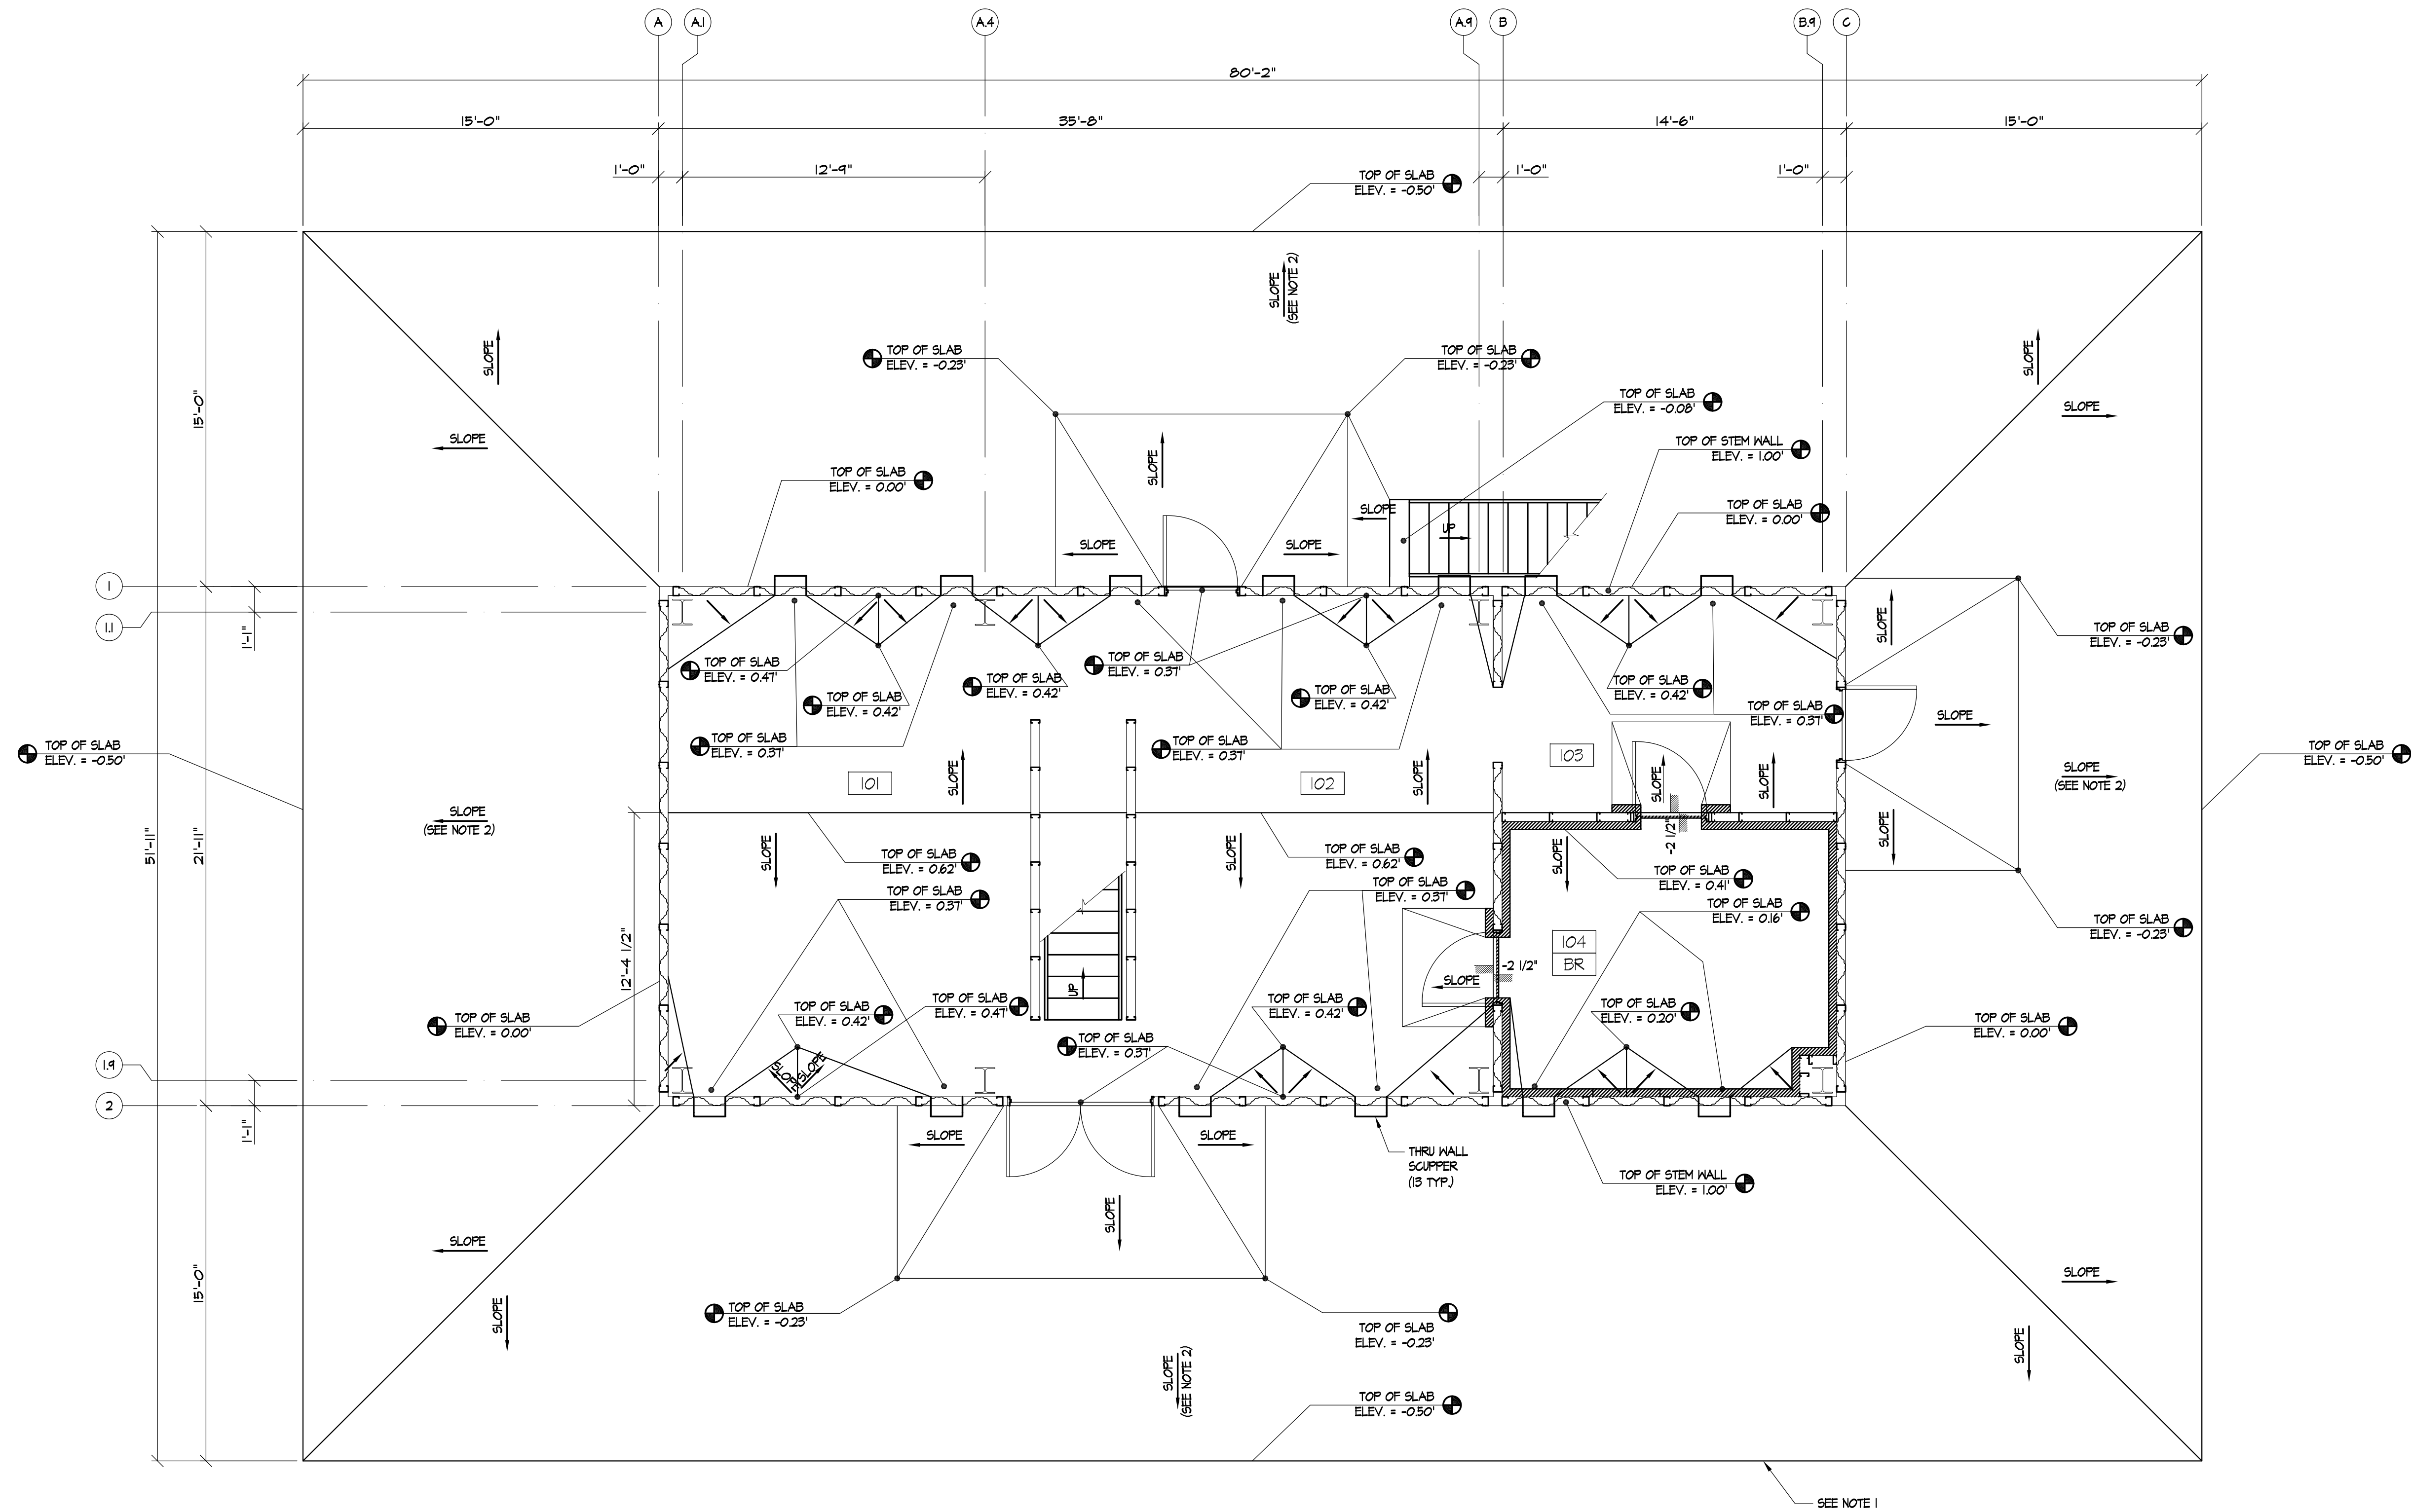 A
A.1
A.4
A.9
B
B.9
C
80'-2"
15'-0"
35'-8"
14'-6"
15'-0"
1'-0"
12'-9"
1'-0"
1'-0"
TOP OF SLAB
ELEV. = -0.50'
SLOPE
(SEE NOTE 2)
SLOPE
SLOPE
TOP OF SLAB
ELEV. = -0.23'
TOP OF SLAB
ELEV. = -0.23'
TOP OF SLAB
ELEV. = -0.08'
SLOPE
SLOPE
15'-0"
TOP OF STEM WALL
ELEV. = 1.00'
TOP OF SLAB
ELEV. = 0.00'
SLOPE
TOP OF SLAB
ELEV. = 0.00'
SLOPE
UP
SLOPE
SLOPE
1
1.1
1'-1"
SLOPE
TOP OF SLAB
ELEV. = -0.23'
TOP OF SLAB
ELEV. = 0.47'
TOP OF SLAB
ELEV. = 0.42'
TOP OF SLAB
ELEV. = 0.42'
TOP OF SLAB
ELEV. = 0.37'
TOP OF SLAB
ELEV. = 0.42'
TOP OF SLAB
ELEV. = 0.42'
TOP OF SLAB
ELEV. = 0.37'
TOP OF SLAB
ELEV. = 0.37'
TOP OF SLAB
ELEV. = 0.37'
SLOPE
TOP OF SLAB
ELEV. = -0.50'
TOP OF SLAB
ELEV. = -0.50'
101
SLOPE
102
SLOPE
103
SLOPE
SLOPE
SLOPE
(SEE NOTE 2)
SLOPE
(SEE NOTE 2)
51'-11"
21'-11"
SLOPE
SLOPE
SLOPE
-2 1/2"
SLOPE
TOP OF SLAB
ELEV. = 0.62'
TOP OF SLAB
ELEV. = 0.62'
TOP OF SLAB
ELEV. = 0.37'
TOP OF SLAB
ELEV. = 0.37'
TOP OF SLAB
ELEV. = 0.41'
TOP OF SLAB
ELEV. = 0.16'
TOP OF SLAB
ELEV. = -0.23'
12'-4 1/2"
104
BR
-2 1/2"
SLOPE
UP
TOP OF SLAB
ELEV. = 0.00'
TOP OF SLAB
ELEV. = 0.42'
TOP OF SLAB
ELEV. = 0.47'
TOP OF SLAB
ELEV. = 0.42'
TOP OF SLAB
ELEV. = 0.20'
TOP OF SLAB
ELEV. = 0.00'
TOP OF SLAB
ELEV. = 0.37'
SLOPE
SLOPE
1.9
2
1'-1"
SLOPE
SLOPE
THRU WALL
SCUPPER
(13 TYP.)
TOP OF STEM WALL
ELEV. = 1.00'
SLOPE
SLOPE
SLOPE
SLOPE
15'-0"
TOP OF SLAB
ELEV. = -0.23'
TOP OF SLAB
ELEV. = -0.23'
SLOPE
SLOPE
SLOPE
(SEE NOTE 2)
TOP OF SLAB
ELEV. = -0.50'
SEE NOTE 1